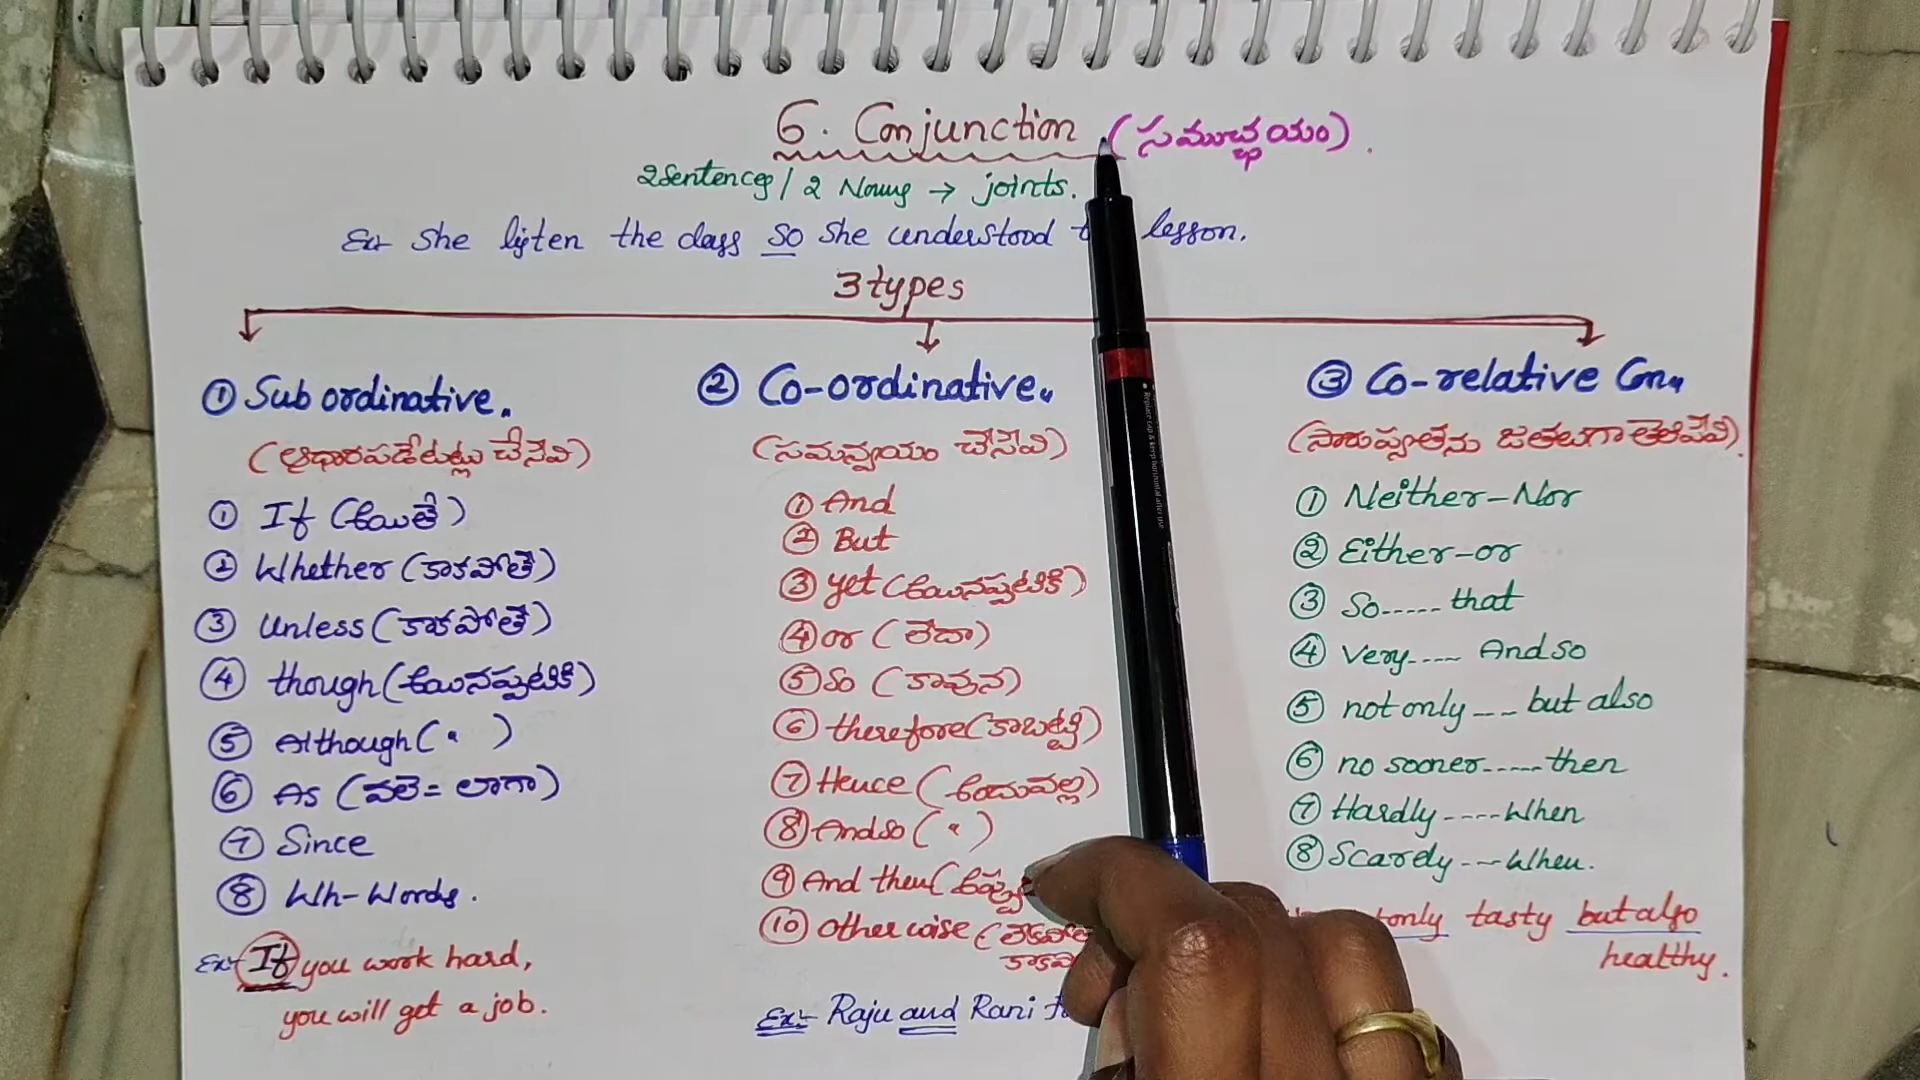 6. Conjunction (సముచ్ఛయం).
2 Sentences / 2 Nouns → joints.
Ex:- She listen the class so she understood lesson.
3 types
① Sub ordinative.
(ఆధారపడేటట్లు చేసేవి)
① If (అయితే)
② Whether (కాకపోతే)
③ Unless (కాకపోతే)
④ though (అయినప్పటికి)
⑤ Although ( " )
⑥ As (వలె = లాగా)
⑦ Since
⑧ Wh-Words.
Ex:- If you work hard,
you will get a job.
② Co-ordinative
(సమన్వయం చేసేవి)
① And
② But
③ yet (అయినప్పటికి)
④ or (లేదా)
⑤ So (కావున)
⑥ therefore (కాబట్టి)
⑦ Hence (అందువల్ల)
⑧ And so ( " )
⑨ And then (
⑩ Other wise (
Ex:- Raju and Rani
③ Co-relative Con"
(సారుప్యతను జతలుగా తెలిపేవి).
① Neither-Nor
② Either-or
③ So..... that
④ Very..... And so
⑤ not only --- but also
⑥ no sooner..... then
⑦ Hardly ---- When
⑧ Scarely --- When.
only tasty but also
healthy.